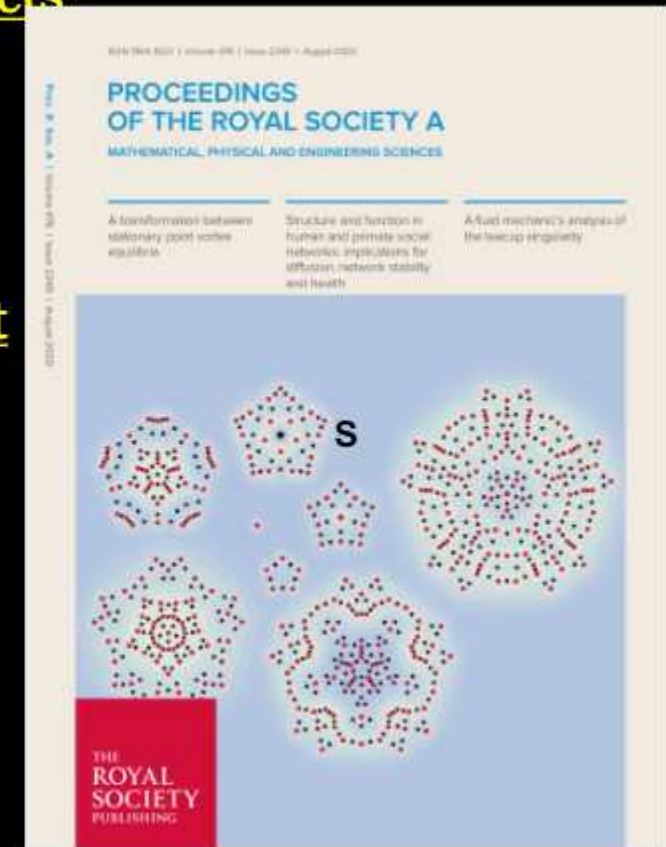 cts
t
PROCEEDINGS
OF THE ROYAL SOCIETY A
MATHEMATICAL, PHYSICAL AND ENGINEERING SCIENCES
A transformation between
stationary point vortex
equilibria
Structure and function in
human and primate social
networks: implications for
diffusion, network stability
and health
A fluid mechanic's analysis of
the teacup singularity
S
THE
ROYAL
SOCIETY
PUBLISHING